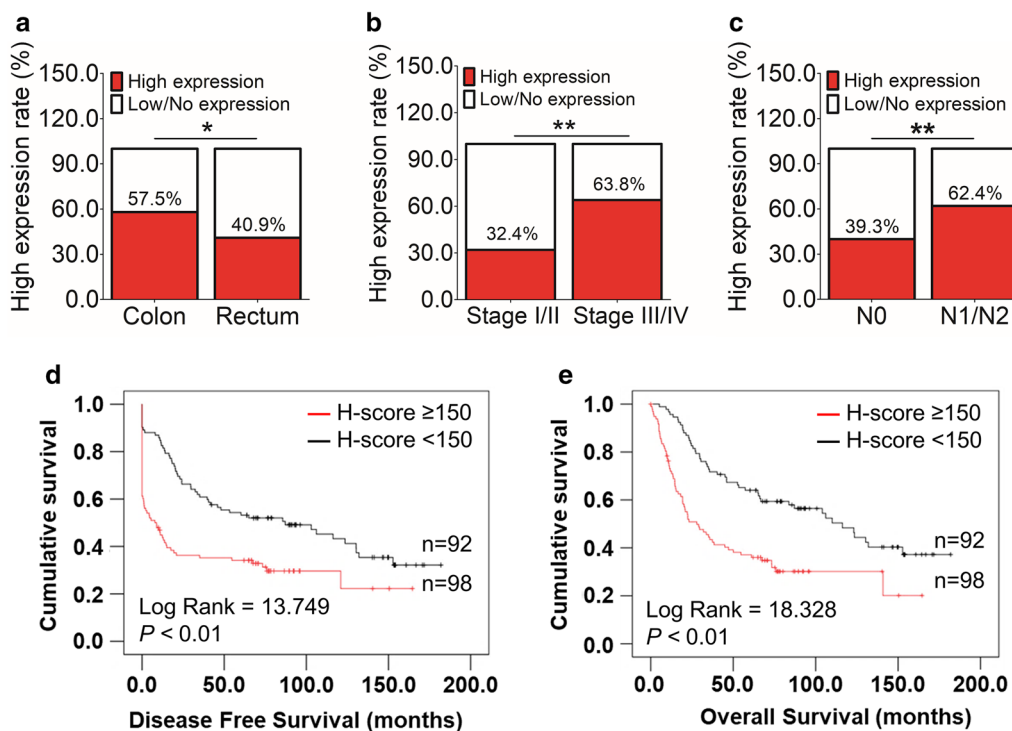 a
High expression rate (%)
150.0
120.0
90.0
60.0
30.0
0.0
High expression
Low/No expression
*
57.5%
40.9%
Colon
Rectum
b
High expression rate (%)
150.0
120.0
90.0
60.0
30.0
0.0
High expression
Low/No expression
**
32.4%
63.8%
Stage I/II
Stage III/IV
c
High expression rate (%)
150.0
120.0
90.0
60.0
30.0
0.0
High expression
Low/No expression
**
39.3%
62.4%
N0
N1/N2
d
Cumulative survival
1.0
0.8
0.6
0.4
0.2
0.0
H-score ≥150
H-score <150
n=92
n=98
Log Rank = 13.749
P < 0.01
0.0
50.0
100.0
150.0
200.0
Disease Free Survival (months)
e
Cumulative survival
1.0
0.8
0.6
0.4
0.2
0.0
H-score ≥150
H-score <150
n=92
n=98
Log Rank = 18.328
P < 0.01
0.0
50.0
100.0
150.0
200.0
Overall Survival (months)